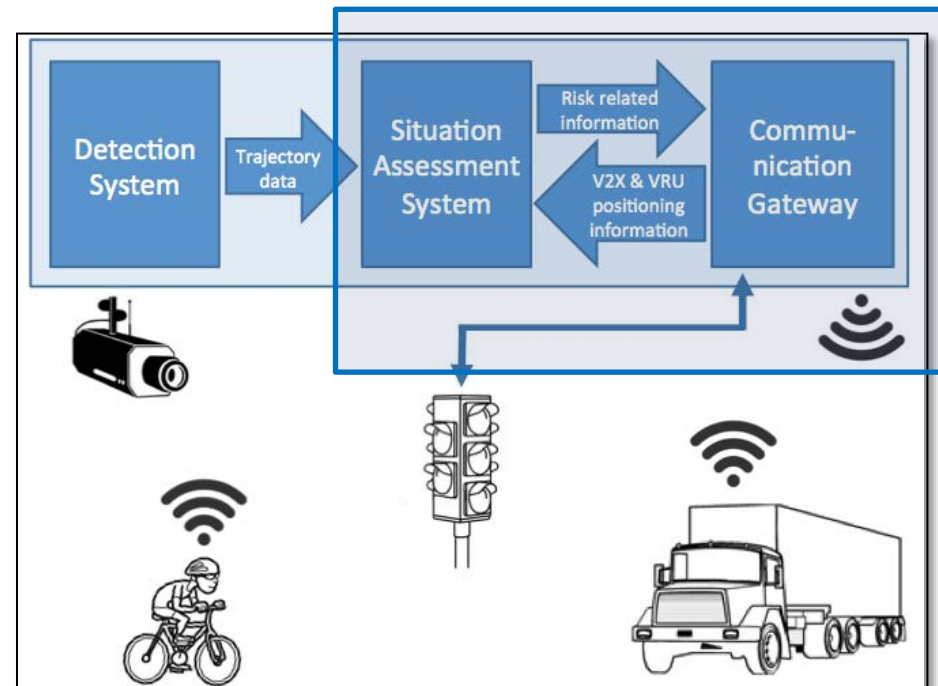 Detection
System
Trajectory
data
Situation
Assessment
System
Risk related
information
V2X & VRU
positioning
information
Commu-
nication
Gateway